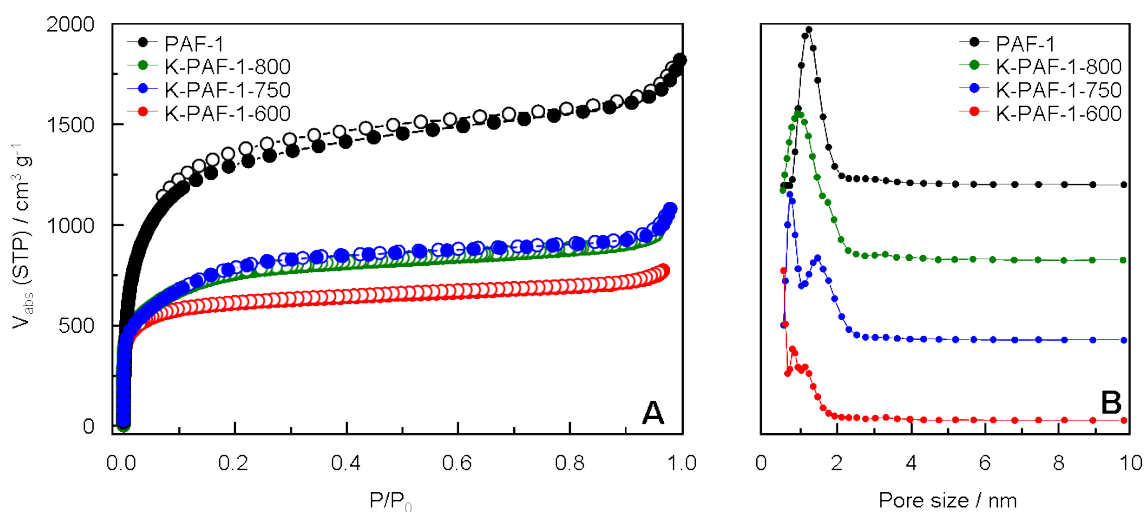 2000
1500
1000
500
0
V_abs (STP) / cm³ g⁻¹
PAF-1
K-PAF-1-800
K-PAF-1-750
K-PAF-1-600
A
0.0 0.2 0.4 0.6 0.8 1.0
P/P₀
PAF-1
K-PAF-1-800
K-PAF-1-750
K-PAF-1-600
B
0 2 4 6 8 10
Pore size / nm